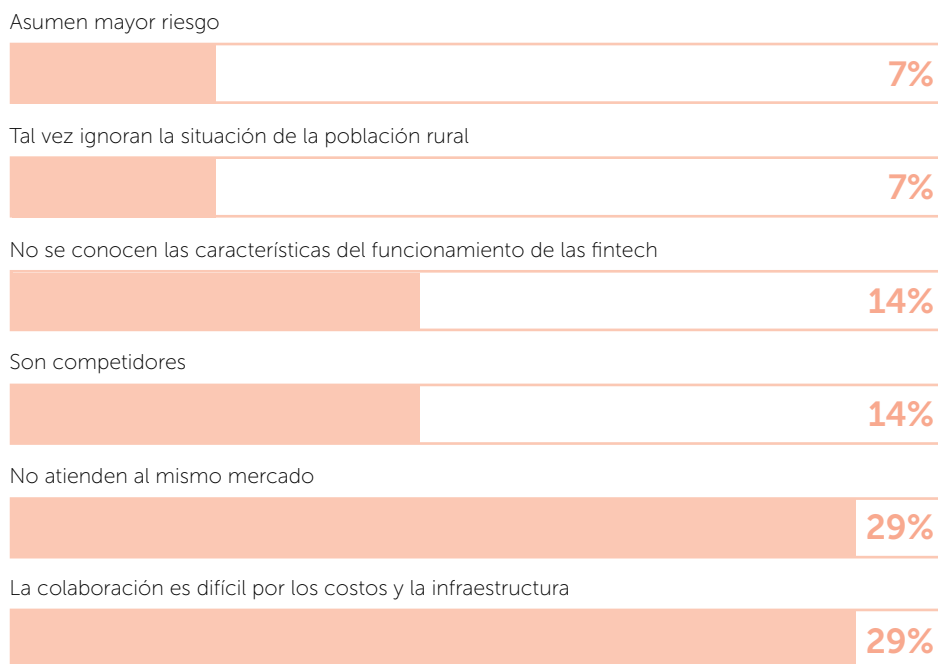 Asumen mayor riesgo
7%
Tal vez ignoran la situación de la población rural
7%
No se conocen las características del funcionamiento de las fintech
14%
Son competidores
14%
No atienden al mismo mercado
29%
La colaboración es difícil por los costos y la infraestructura
29%